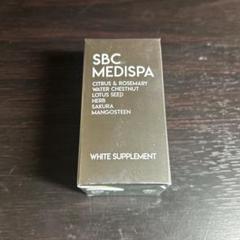 SBC
MEDISPA
CITRUS & ROSEMARY
WATER CHESTNUT
LOTUS SEED
HERB
SAKURA
MANGOSTEEN
WHITE SUPPLEMENT